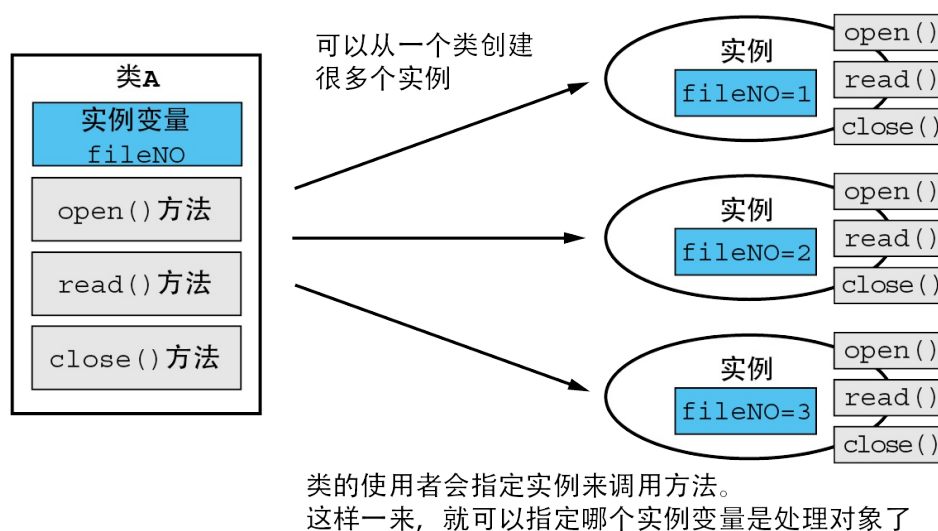 可以从一个类创建
很多个实例
类A
实例变量
fileNO
open()方法
read()方法
close()方法
实例
fileNO=1
open()
read()
close()
实例
fileNO=2
open()
read()
close()
实例
fileNO=3
open()
read()
close()
类的使用者会指定实例来调用方法。
这样一来，就可以指定哪个实例变量是处理对象了